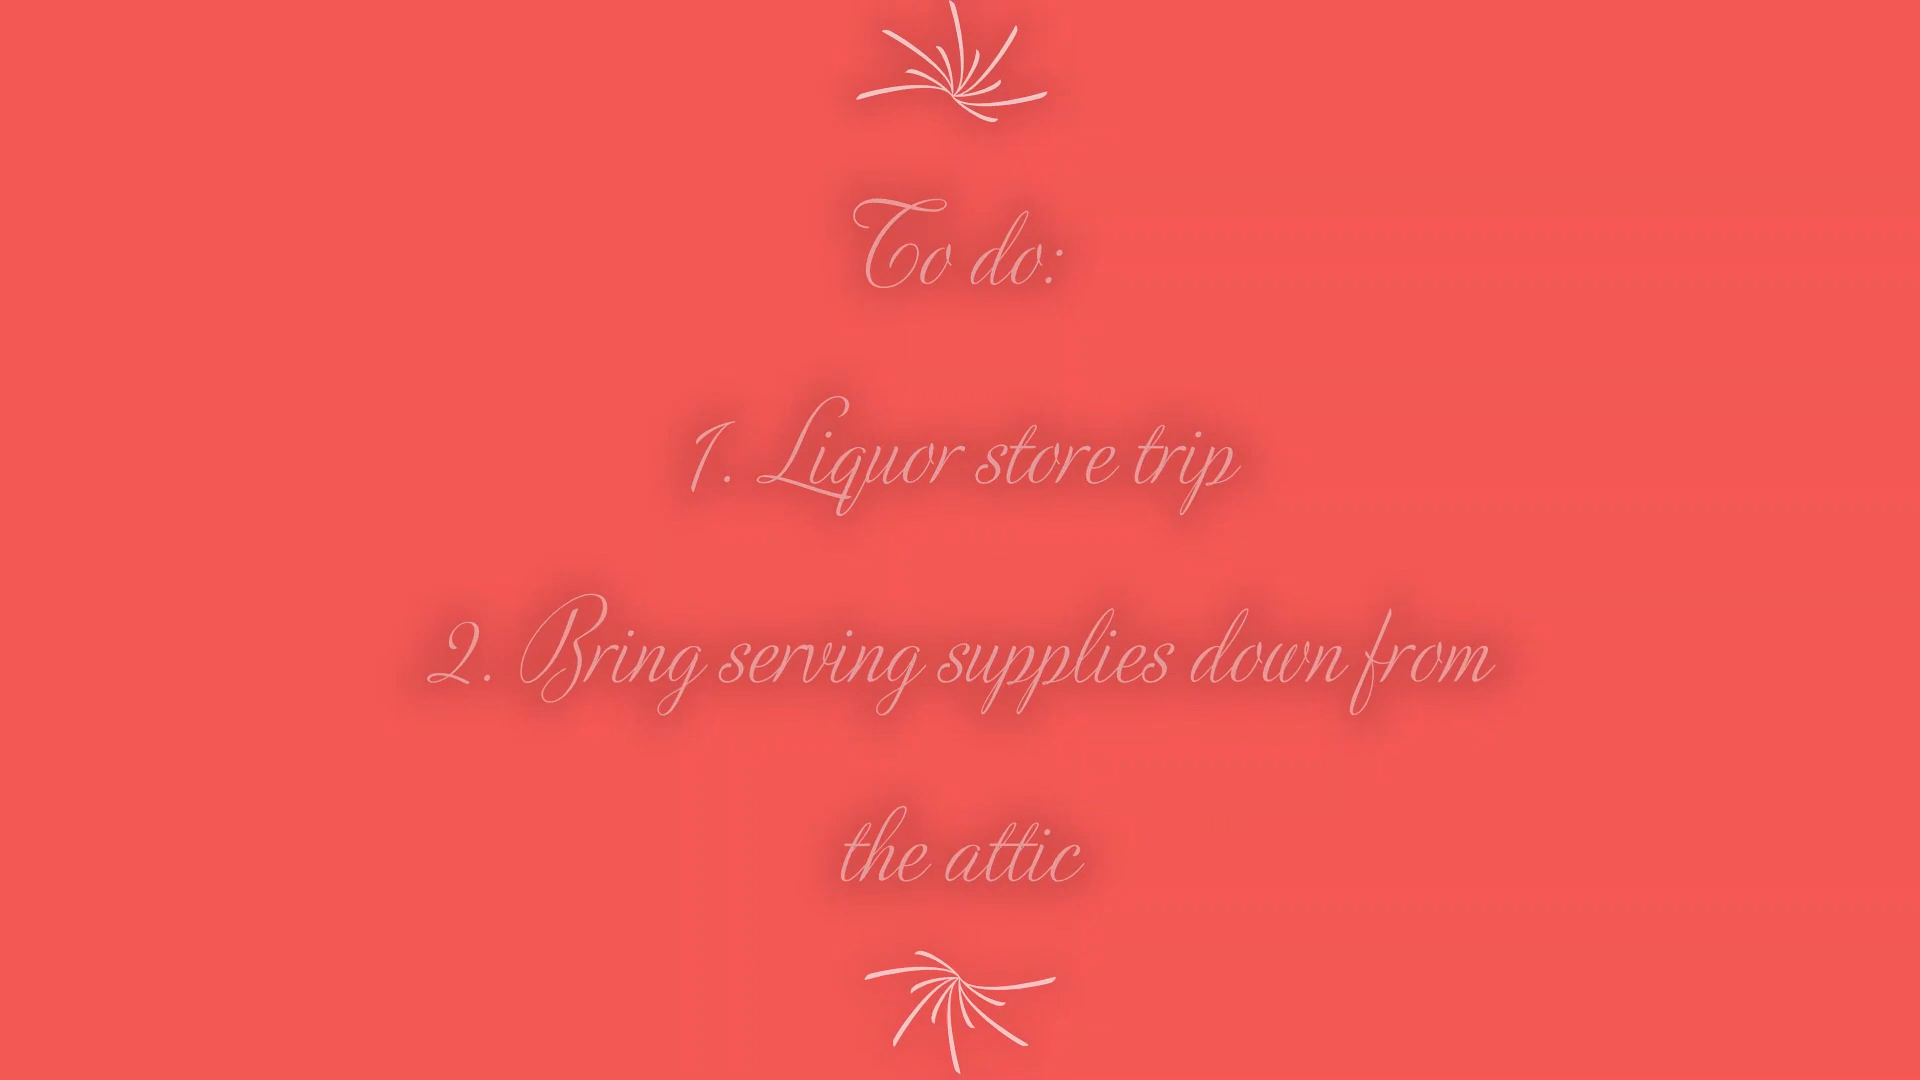 To do:
1. Liquor store trip
2. Bring serving supplies down from
the attic